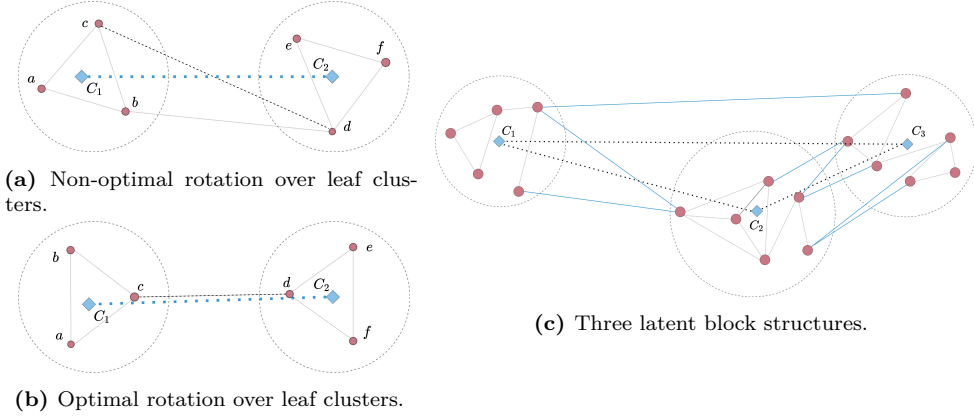 c
e
f
a
C1
b
C2
d
(a) Non-optimal rotation over leaf clus-
ters.
b
e
c
d
C1
C2
a
f
(b) Optimal rotation over leaf clusters.
C1
C3
C2
(c) Three latent block structures.